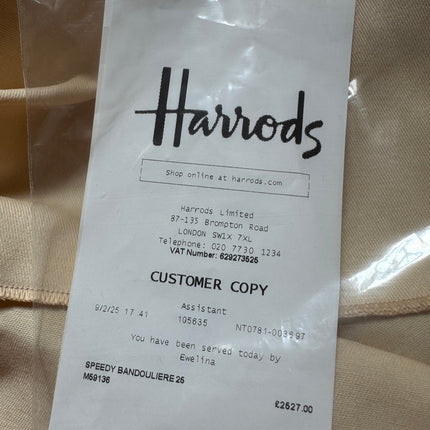 Harrods
Shop online at harrods.com
Harrods Limited
87-135 Brompton Road
LONDON SW1X 7XL
Telephone: 020 7730 1234
VAT Number: 629273525
CUSTOMER COPY
Assistant
9/2/25 17.41 105635 NT0781-003597
You have been served today by
Ewelina
SPEEDY BANDOULIERE 25
M59136
£2527.00